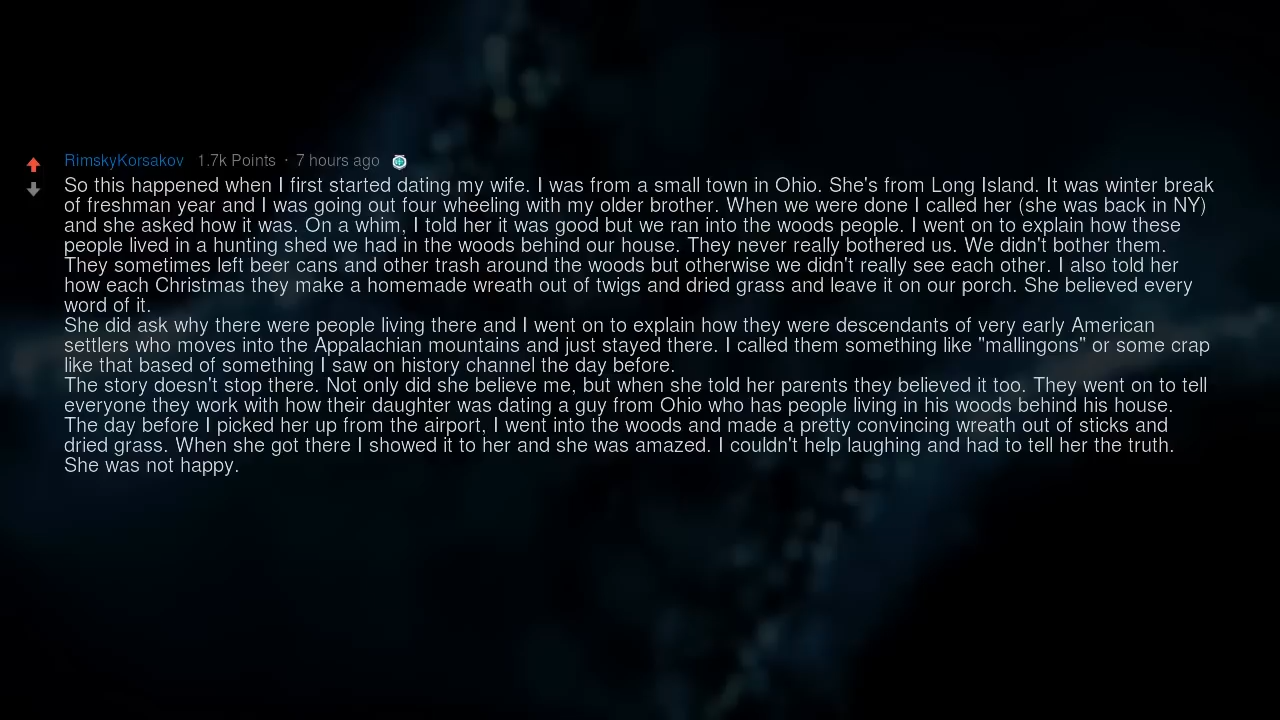 RimskyKorsakov 1.7k Points · 7 hours ago
So this happened when I first started dating my wife. I was from a small town in Ohio. She's from Long Island. It was winter break
of freshman year and I was going out four wheeling with my older brother. When we were done I called her (she was back in NY)
and she asked how it was. On a whim, I told her it was good but we ran into the woods people. I went on to explain how these
people lived in a hunting shed we had in the woods behind our house. They never really bothered us. We didn't bother them.
They sometimes left beer cans and other trash around the woods but otherwise we didn't really see each other. I also told her
how each Christmas they make a homemade wreath out of twigs and dried grass and leave it on our porch. She believed every
word of it.
She did ask why there were people living there and I went on to explain how they were descendants of very early American
settlers who moves into the Appalachian mountains and just stayed there. I called them something like "mallingons" or some crap
like that based of something I saw on history channel the day before.
The story doesn't stop there. Not only did she believe me, but when she told her parents they believed it too. They went on to tell
everyone they work with how their daughter was dating a guy from Ohio who has people living in his woods behind his house.
The day before I picked her up from the airport, I went into the woods and made a pretty convincing wreath out of sticks and
dried grass. When she got there I showed it to her and she was amazed. I couldn't help laughing and had to tell her the truth.
She was not happy.